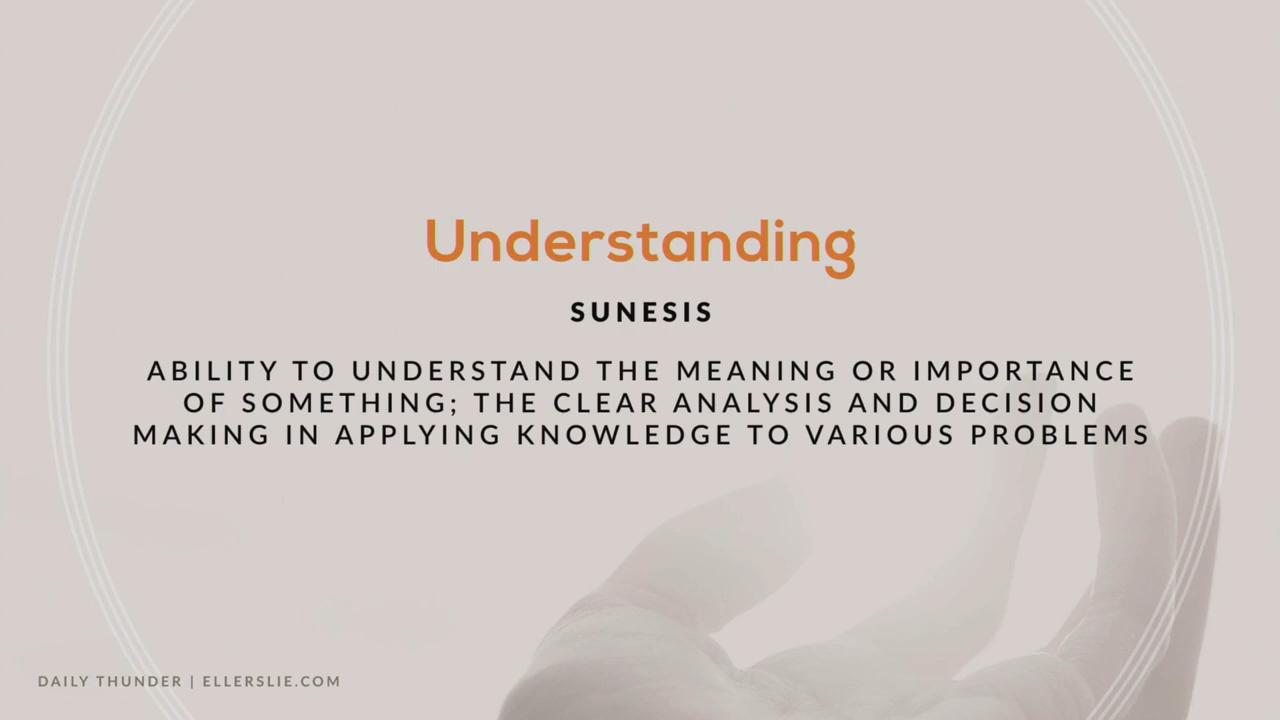 Understanding
SUNESIS
ABILITY TO UNDERSTAND THE MEANING OR IMPORTANCE
OF SOMETHING; THE CLEAR ANALYSIS AND DECISION
MAKING IN APPLYING KNOWLEDGE TO VARIOUS PROBLEMS
DAILY THUNDER | ELLERSLIE.COM